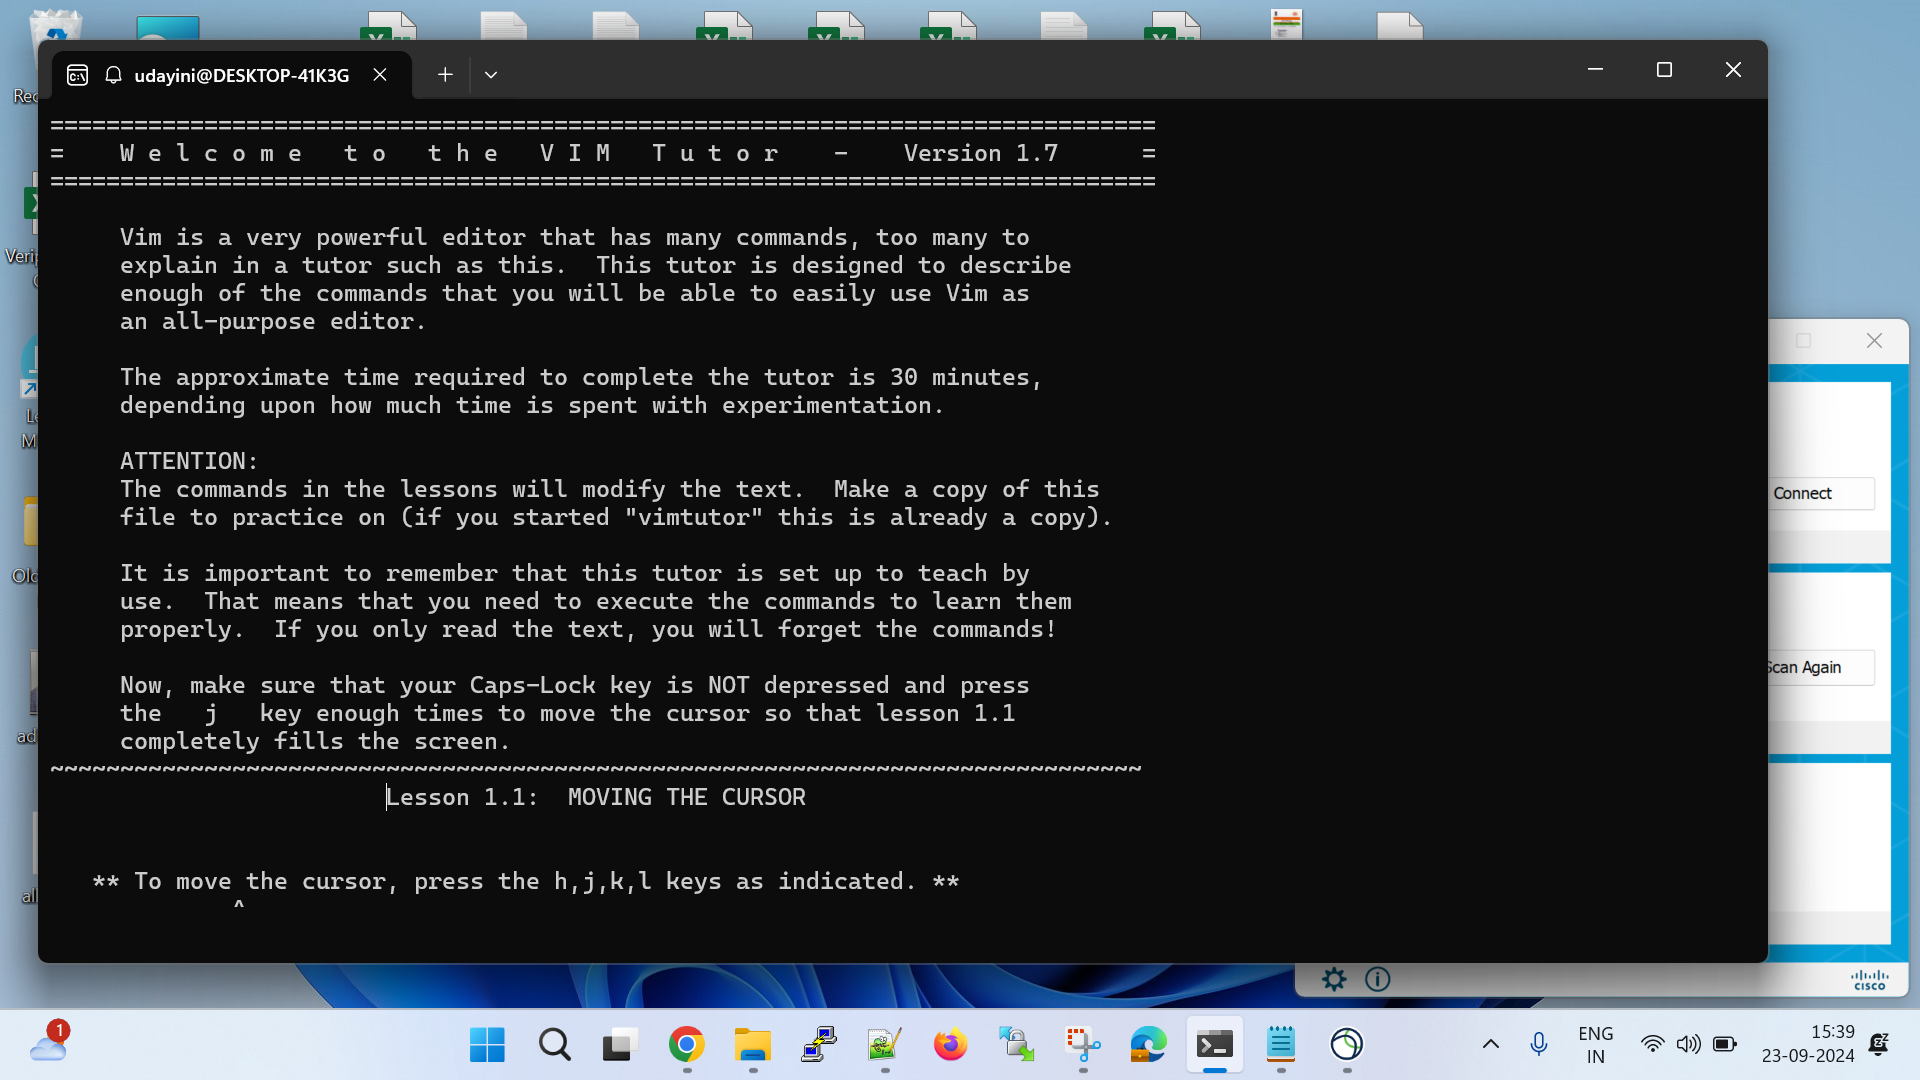 udayini@DESKTOP-41K3G
========================================================================
= W e l c o m e t o t h e V I M T u t o r - Version 1.7 =
========================================================================
Vim is a very powerful editor that has many commands, too many to
explain in a tutor such as this. This tutor is designed to describe
enough of the commands that you will be able to easily use Vim as
an all-purpose editor.
The approximate time required to complete the tutor is 30 minutes,
depending upon how much time is spent with experimentation.
ATTENTION:
The commands in the lessons will modify the text. Make a copy of this
file to practice on (if you started "vimtutor" this is already a copy).
It is important to remember that this tutor is set up to teach by
use. That means that you need to execute the commands to learn them
properly. If you only read the text, you will forget the commands!
Now, make sure that your Caps-Lock key is NOT depressed and press
the j key enough times to move the cursor so that lesson 1.1
completely fills the screen.
~~~~~~~~~~~~~~~~~~~~~~~~~~~~~~~~~~~~~~~~~~~~~~~~~~~~~~~~~~~~~~~~~~~~~~~~~~~~~~
Lesson 1.1: MOVING THE CURSOR
** To move the cursor, press the h,j,k,l keys as indicated. **
^
Connect
Scan Again
cisco
1
ENG
IN
15:39
23-09-2024